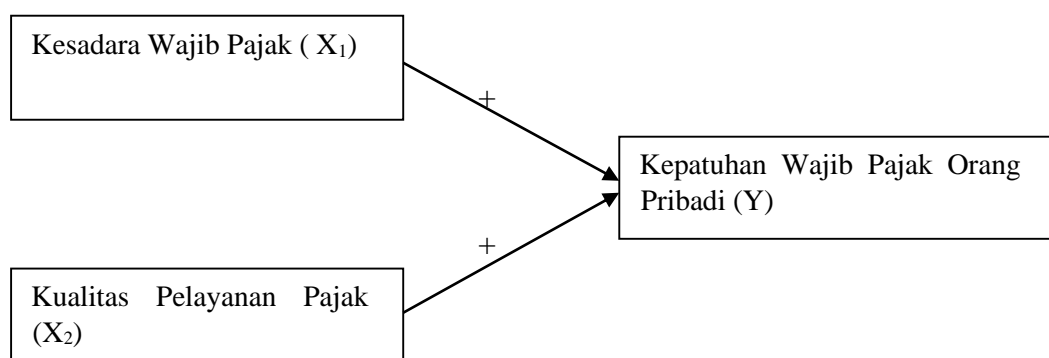 Kesadara Wajib Pajak ( X₁)
+
Kepatuhan Wajib Pajak Orang
Pribadi (Y)
+
Kualitas Pelayanan Pajak
(X₂)